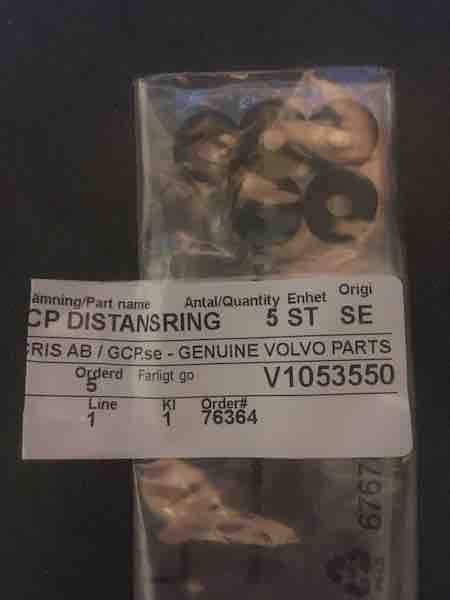 ämning/Part name Antal/Quantity Enhet Origi
CP DISTANSRING 5 ST SE
CRIS AB / GCP.se - GENUINE VOLVO PARTS
Orderd Farligt go V1053550
5
Line Kl Order#
1 1 76364
6767